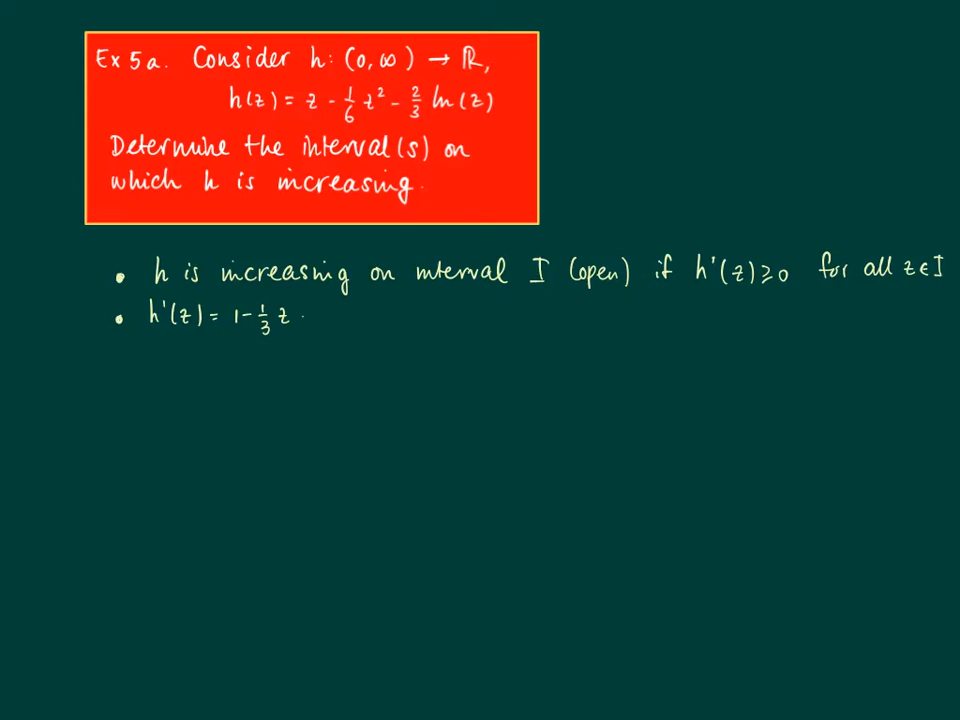 Ex 5a. Consider h: (0,∞) → ℝ,
h(z) = z - 1/6 z² - 2/3 ln(z)
Determine the interval(s) on
which h is increasing.
• h is increasing on interval I (open) if h'(z) ≥ 0 for all z ∈ I
• h'(z) = 1 - 1/3 z